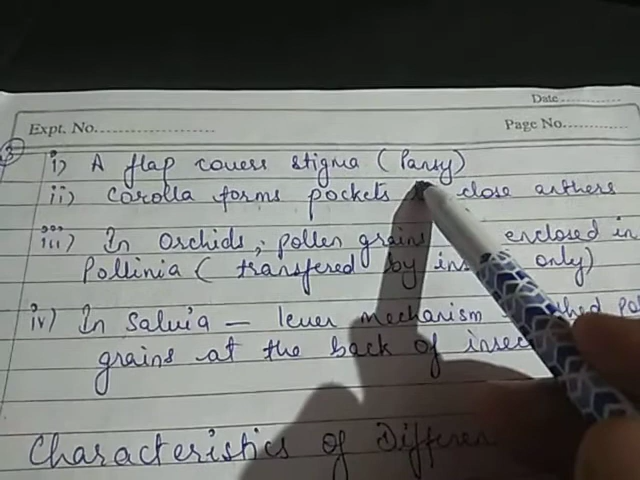 Date
Expt. No.
Page No.
3
i) A flap covers stigma (Pansy)
ii) Corolla forms pockets close anthers
iii) In Orchids, pollen grains enclosed in
Pollinia (transfered by only)
iv) In Salvia – lever mechanism
grains at the back of
Characteristics of